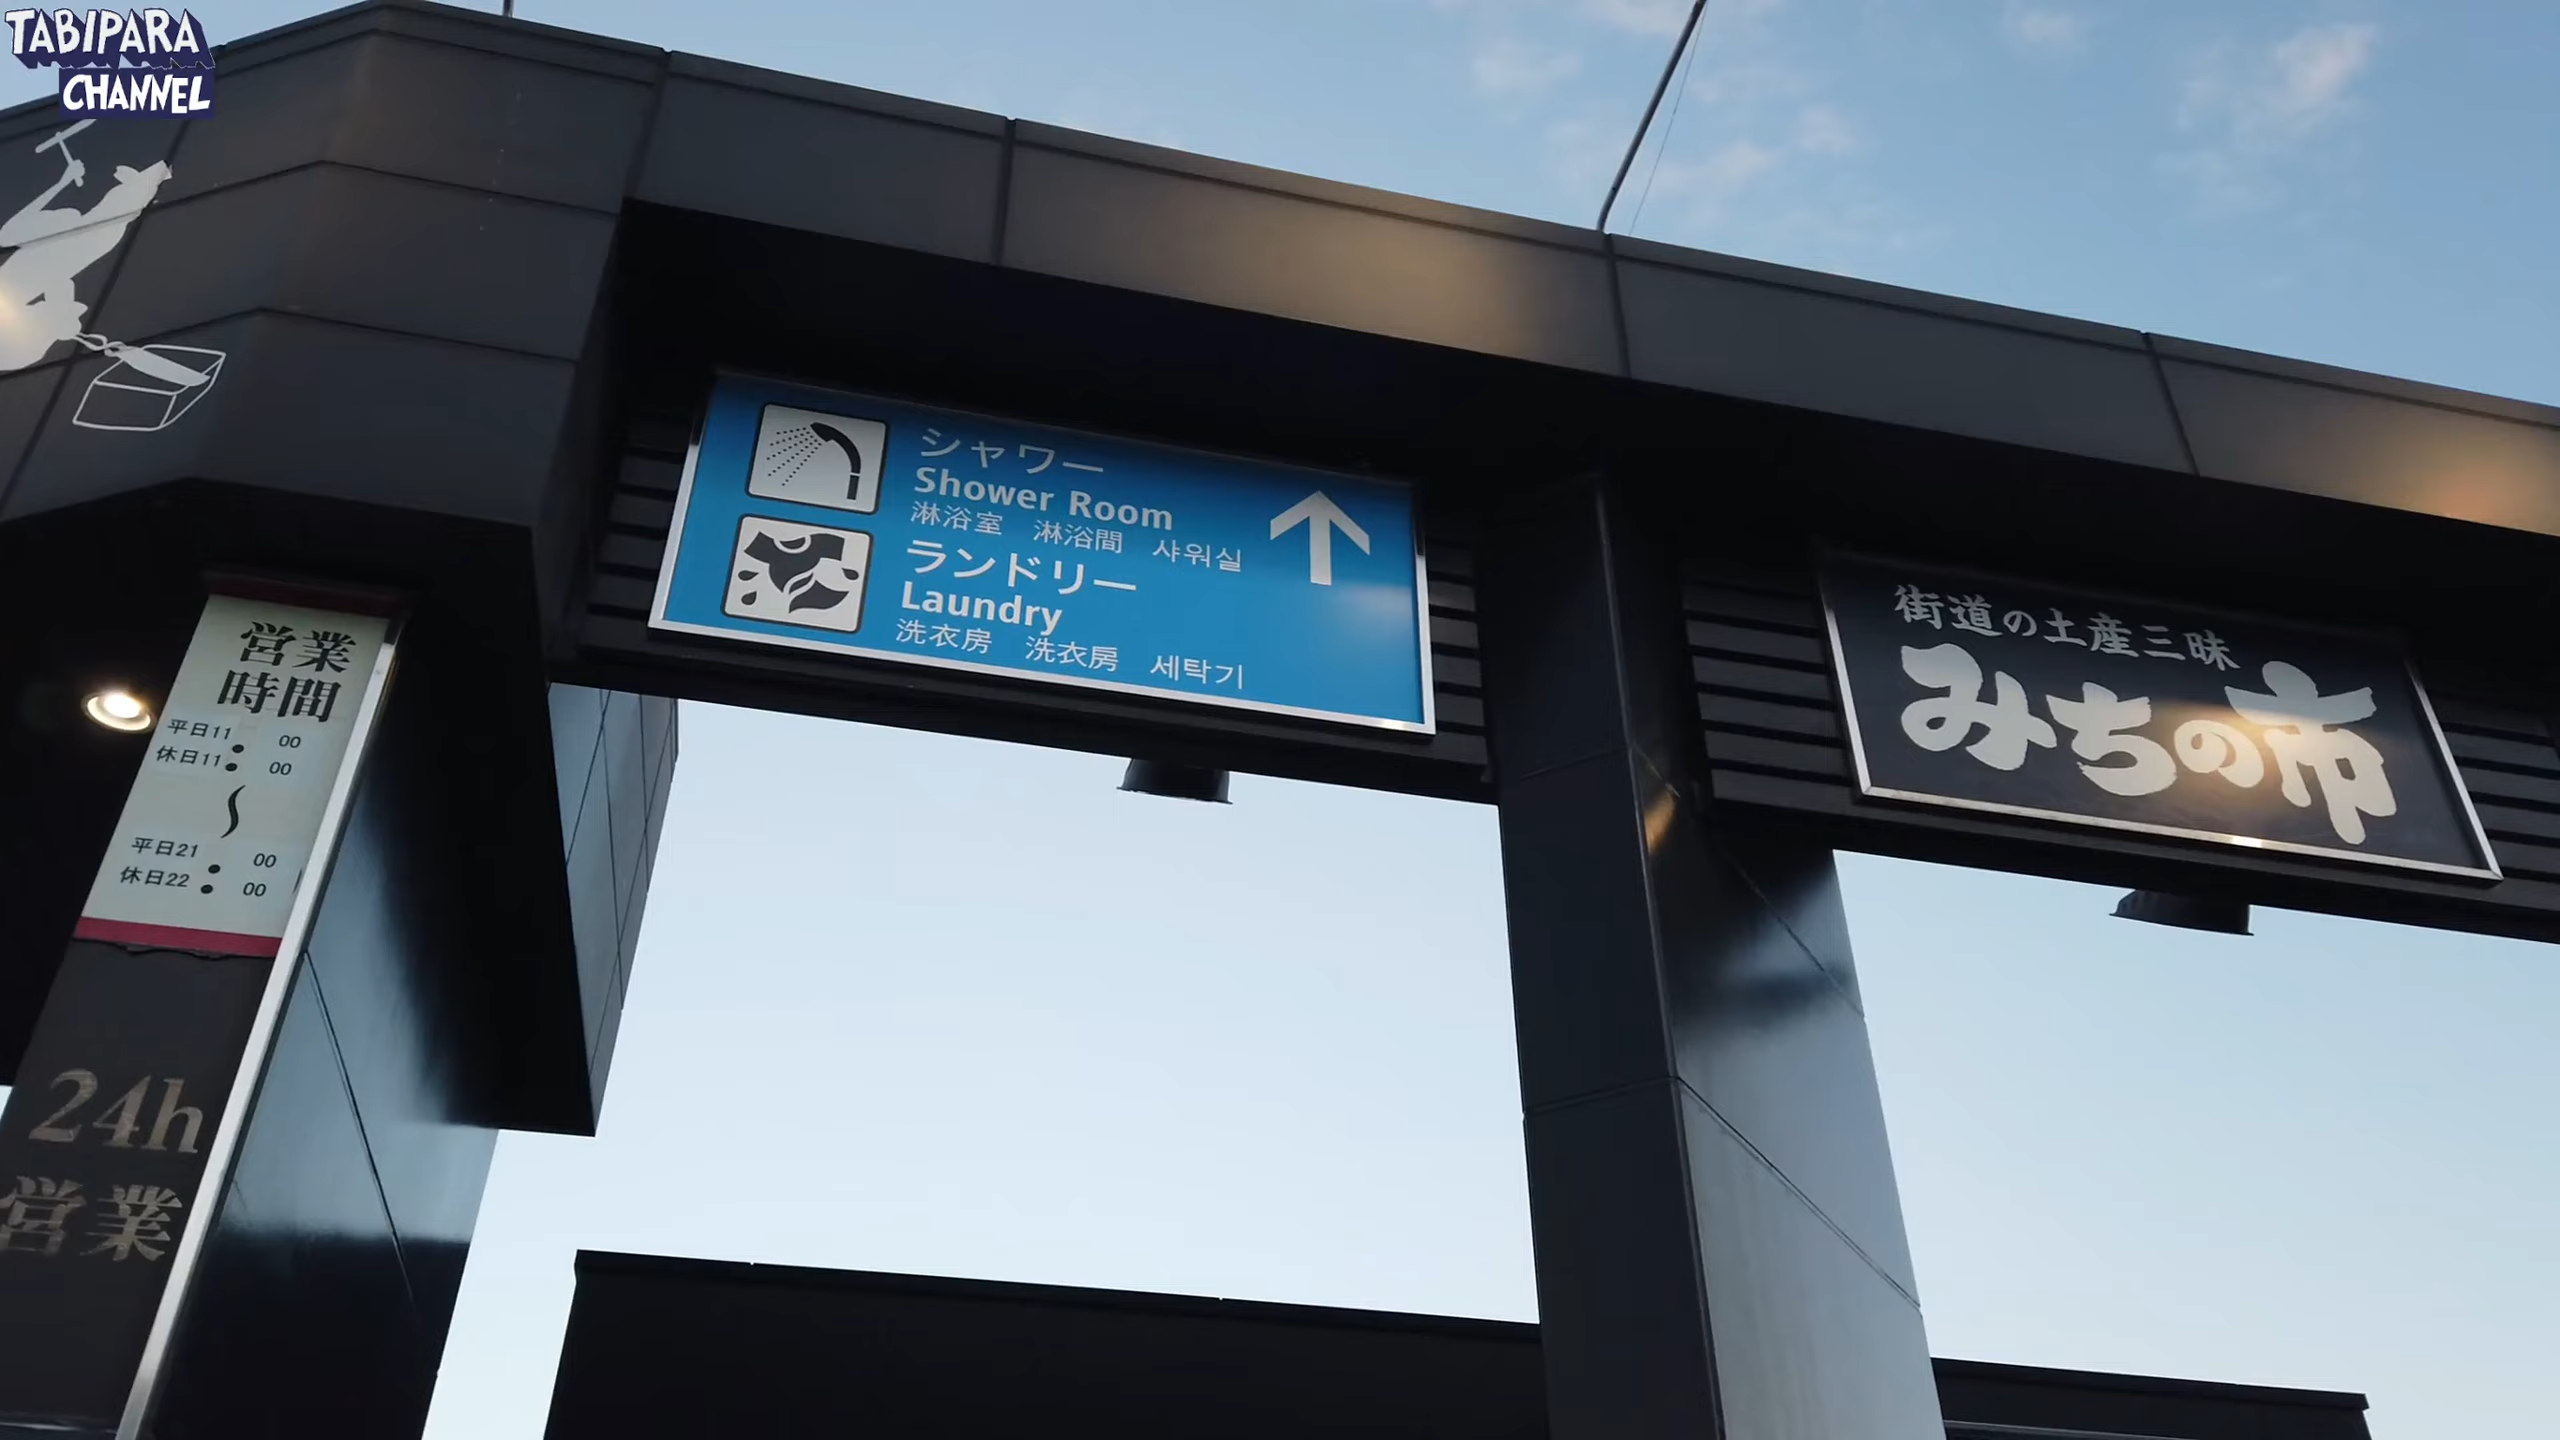 TABIPARA
CHANNEL
シャワー
Shower Room
淋浴室 淋浴間 샤워실
ランドリー
Laundry
洗衣房 洗衣房 세탁기
街道の土産三昧
みちの市
営業
時間
平日11:00
休日11:00
〜
平日21:00
休日22:00
24h
営業